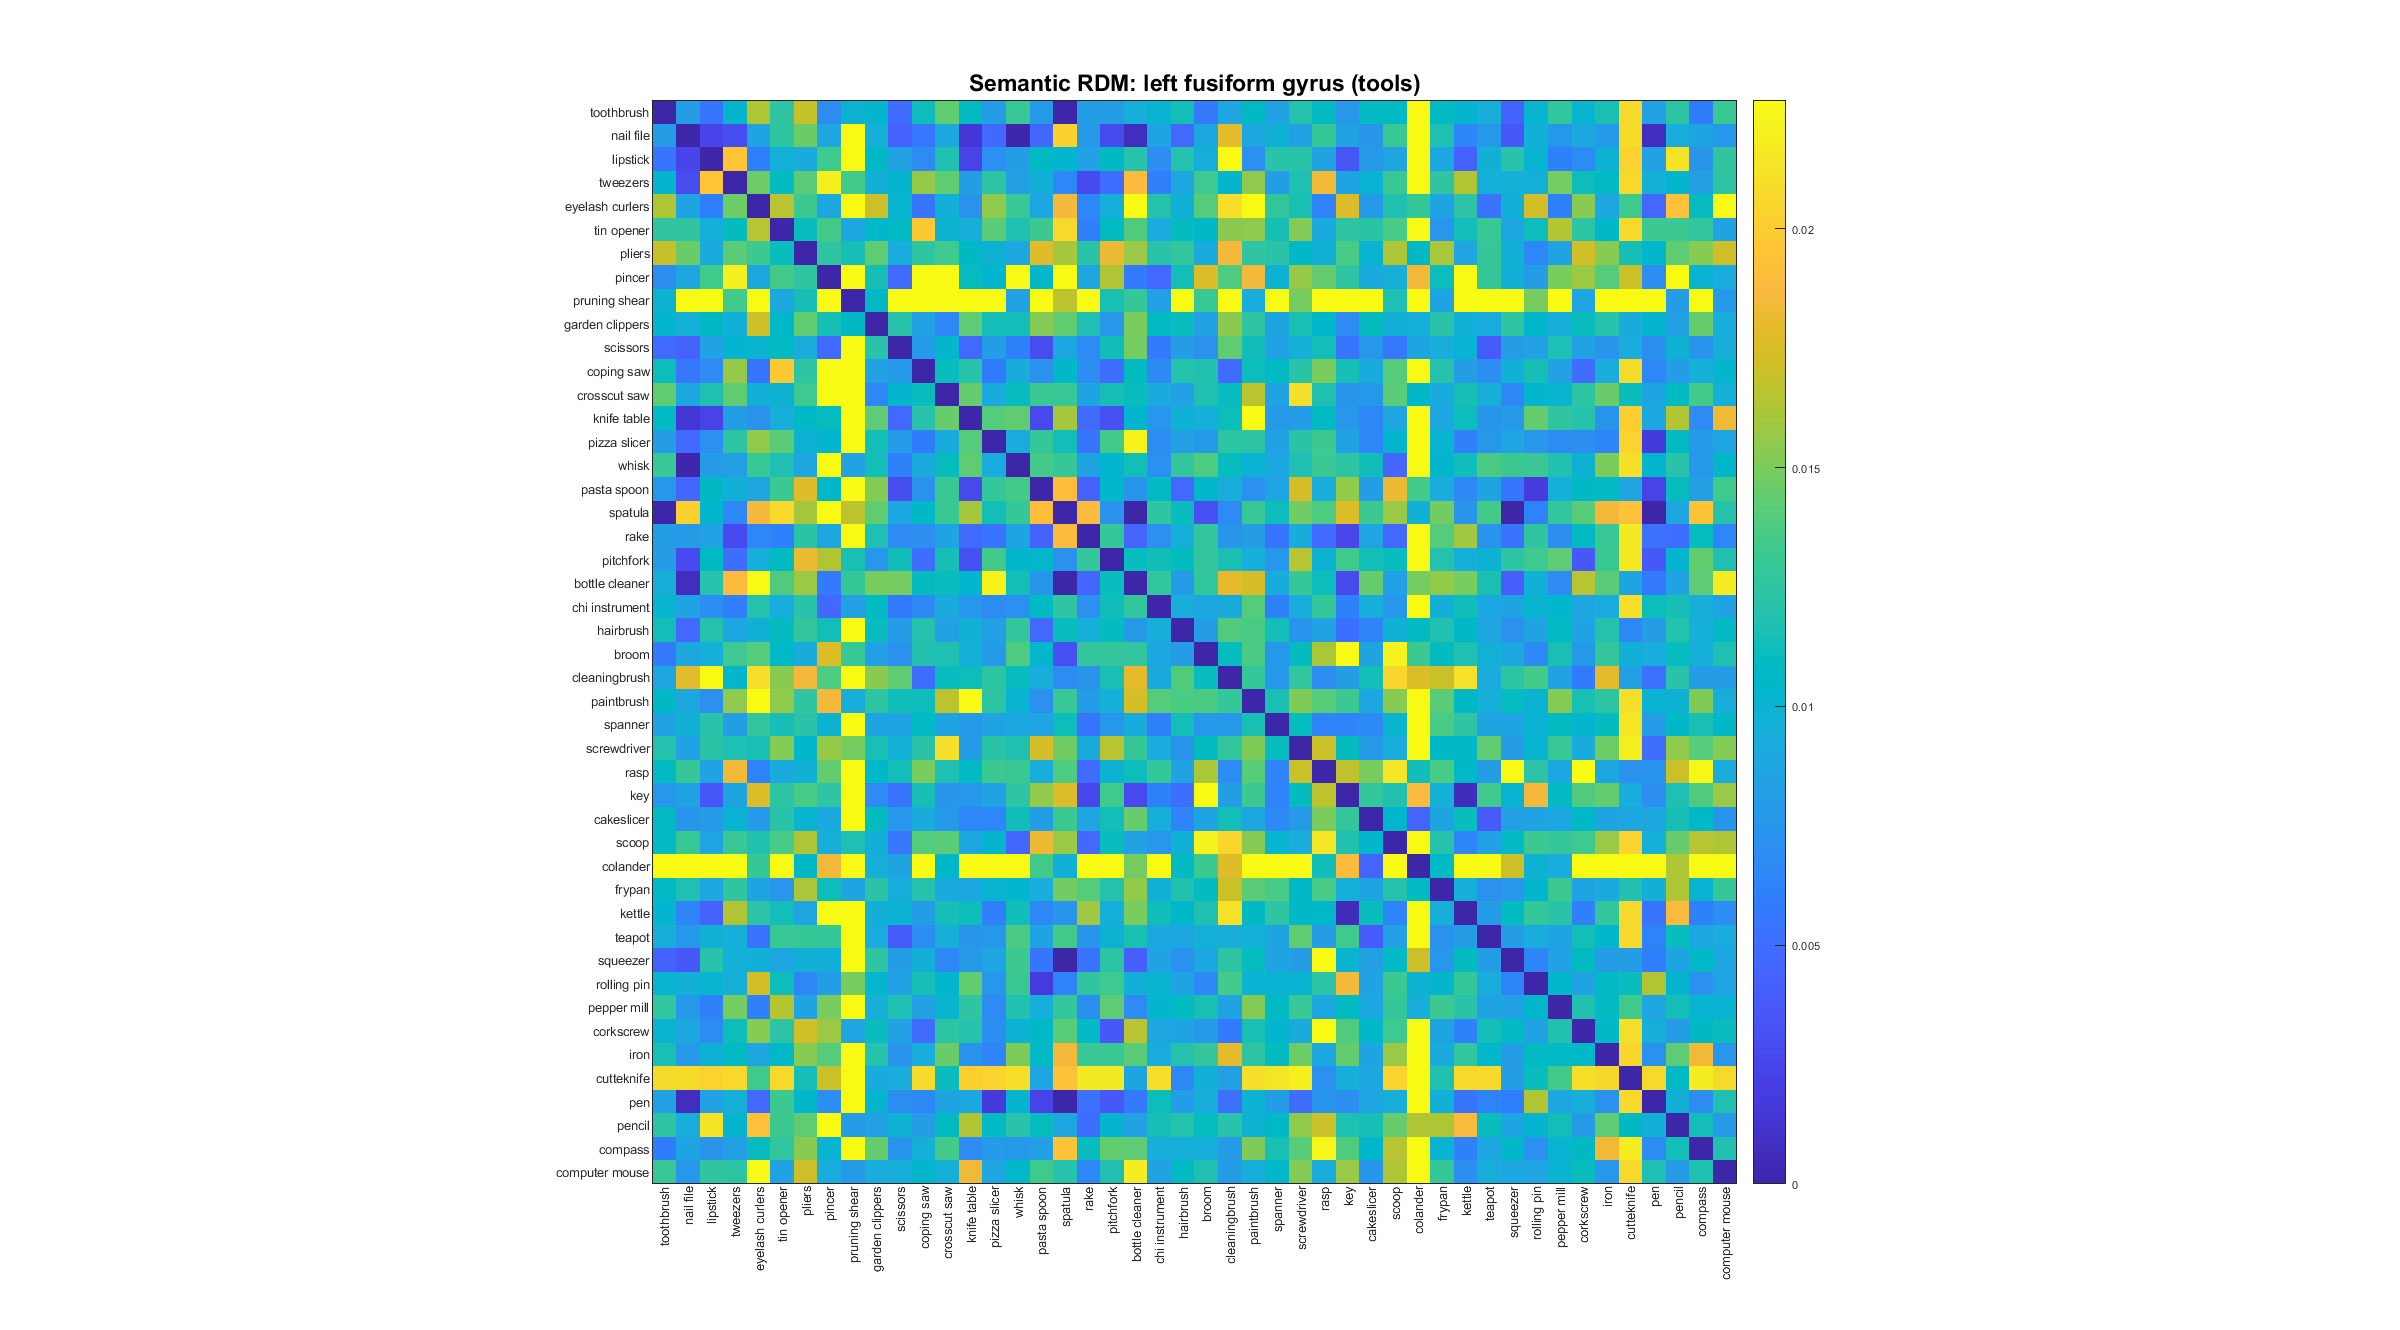 Semantic RDM: left fusiform gyrus (tools)
toothbrush
nail file
lipstick
tweezers
eyelash curlers
tin opener
pliers
pincer
pruning shear
garden clippers
scissors
coping saw
crosscut saw
knife table
pizza slicer
whisk
pasta spoon
spatula
rake
pitchfork
bottle cleaner
chi instrument
hairbrush
broom
cleaningbrush
paintbrush
spanner
screwdriver
rasp
key
cakeslicer
scoop
colander
frypan
kettle
teapot
squeezer
rolling pin
pepper mill
corkscrew
iron
cutteknife
pen
pencil
compass
computer mouse
0.02
0.015
0.01
0.005
0
toothbrush
nail file
lipstick
tweezers
eyelash curlers
tin opener
pliers
pincer
pruning shear
garden clippers
scissors
coping saw
crosscut saw
knife table
pizza slicer
whisk
pasta spoon
spatula
rake
pitchfork
bottle cleaner
chi instrument
hairbrush
broom
cleaningbrush
paintbrush
spanner
screwdriver
rasp
key
cakeslicer
scoop
colander
frypan
kettle
teapot
squeezer
rolling pin
pepper mill
corkscrew
iron
cutteknife
pen
pencil
compass
computer mouse